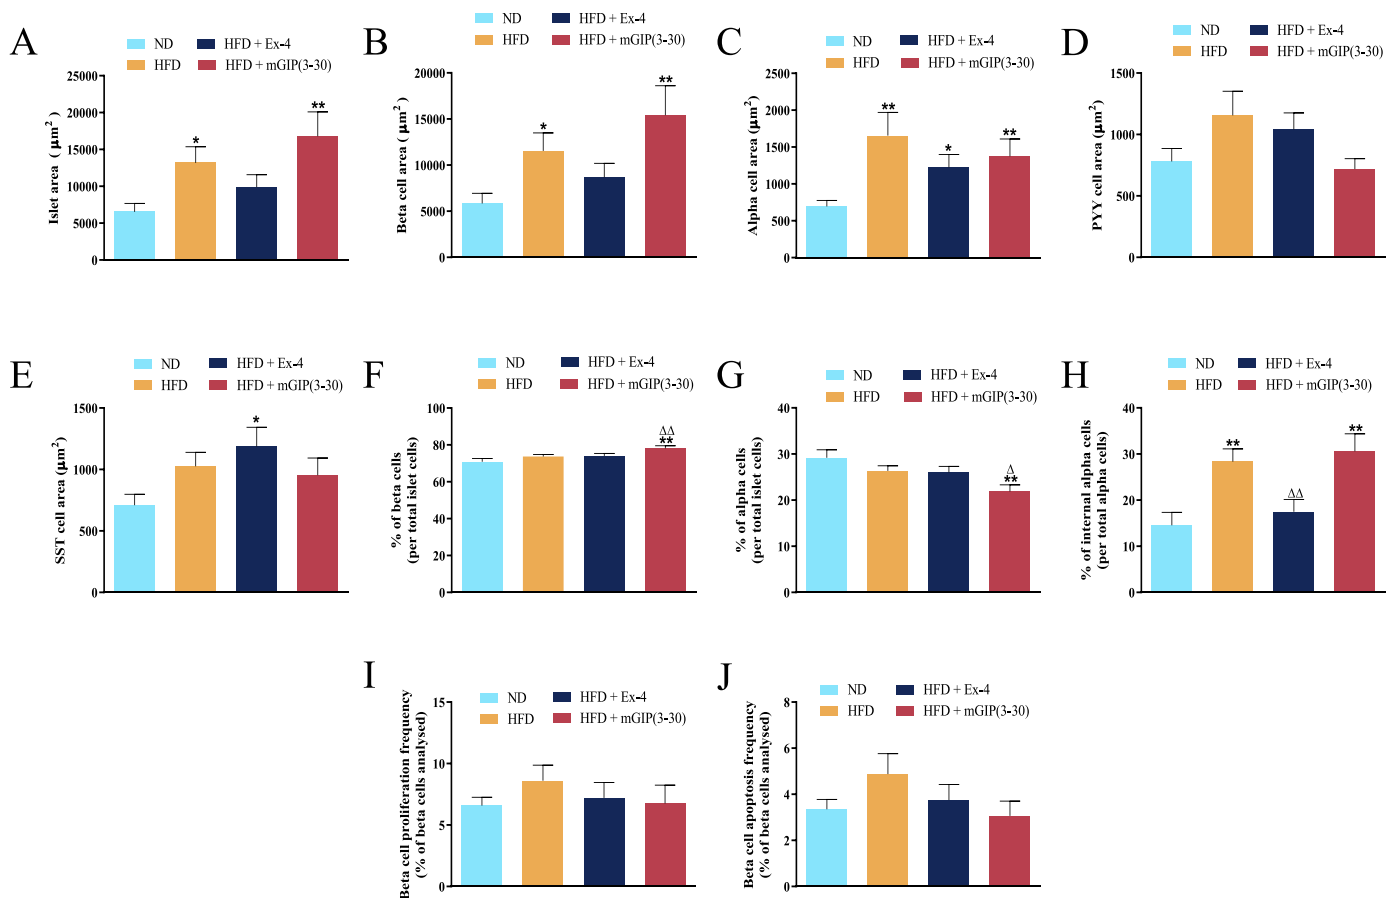 A
ND
HFD + Ex-4
HFD
HFD + mGIP(3-30)
Islet area ( μm²)
25000
20000
15000
10000
5000
0
*
**
B
ND
HFD + Ex-4
HFD
HFD + mGIP(3-30)
Beta cell area ( μm²)
20000
15000
10000
5000
0
*
**
C
ND
HFD + Ex-4
HFD
HFD + mGIP(3-30)
Alpha cell area (μm²)
2500
2000
1500
1000
500
0
**
*
**
D
ND
HFD + Ex-4
HFD
HFD + mGIP(3-30)
PYY cell area (μm²)
1500
1000
500
0
E
ND
HFD + Ex-4
HFD
HFD + mGIP(3-30)
SST cell area (μm²)
1500
1000
500
0
*
F
ND
HFD + Ex-4
HFD
HFD + mGIP(3-30)
% of beta cells
(per total islet cells)
100
80
60
40
20
0
ΔΔ
**
G
ND
HFD + Ex-4
HFD
HFD + mGIP(3-30)
% of alpha cells
(per total islet cells)
40
30
20
10
0
Δ
**
H
ND
HFD + Ex-4
HFD
HFD + mGIP(3-30)
% of internal alpha cells
(per total alpha cells)
40
30
20
10
0
**
ΔΔ
**
I
ND
HFD + Ex-4
HFD
HFD + mGIP(3-30)
Beta cell proliferation frequency
(% of beta cells analysed)
15
10
5
0
J
ND
HFD + Ex-4
HFD
HFD + mGIP(3-30)
Beta cell apoptosis frequency
(% of beta cells analysed)
8
6
4
2
0